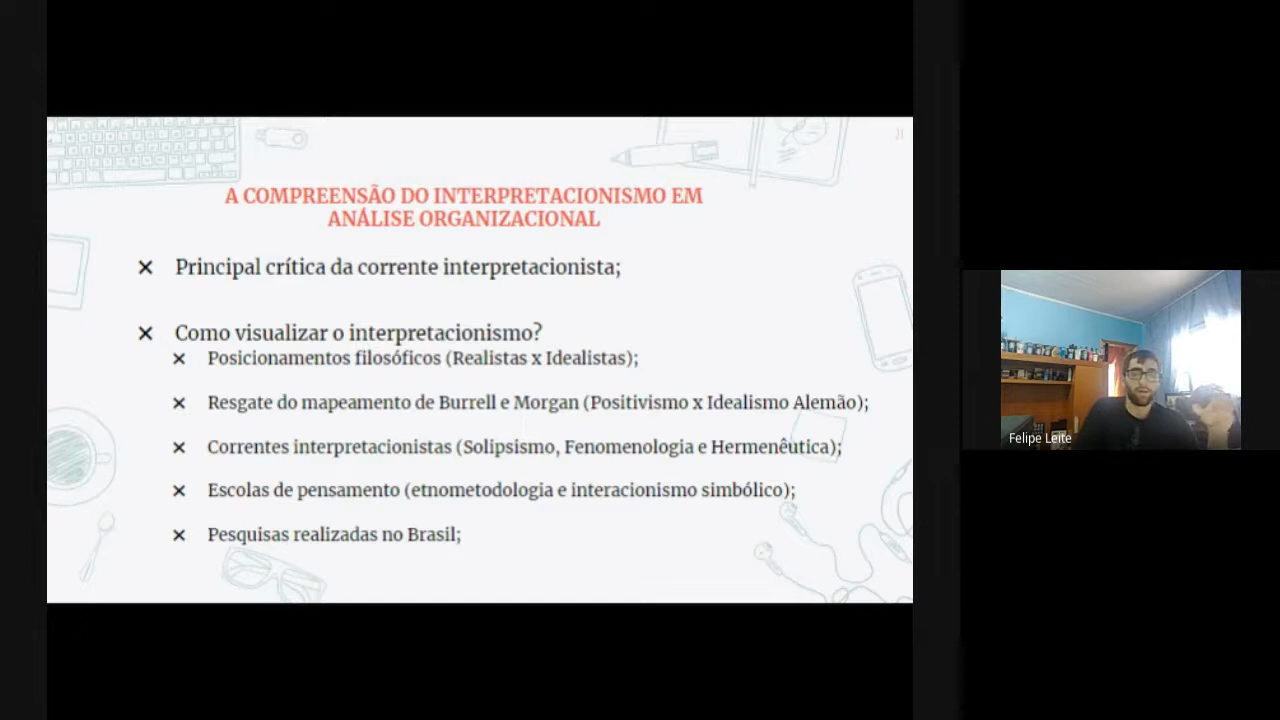 21
A COMPREENSÃO DO INTERPRETACIONISMO EM
ANÁLISE ORGANIZACIONAL
× Principal crítica da corrente interpretacionista;
× Como visualizar o interpretacionismo?
× Posicionamentos filosóficos (Realistas x Idealistas);
× Resgate do mapeamento de Burrell e Morgan (Positivismo x Idealismo Alemão);
× Correntes interpretacionistas (Solipsismo, Fenomenologia e Hermenêutica);
× Escolas de pensamento (etnometodologia e interacionismo simbólico);
× Pesquisas realizadas no Brasil;
Felipe Leite